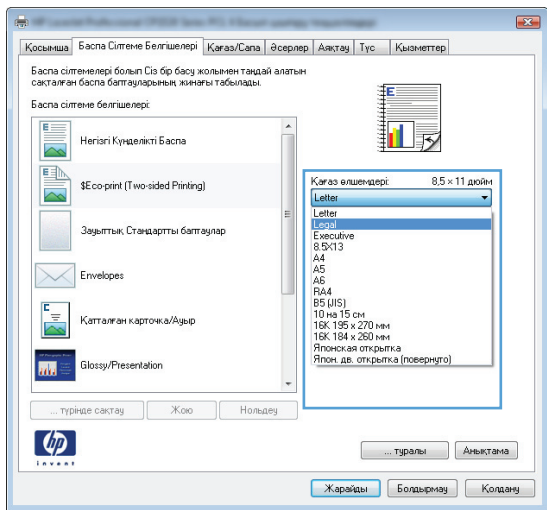 Қосымша Баспа Сілтеме Белгішелері Қағаз/Сапа Әсерлер Аяқтау Түс Қызметтер
Баспа сілтемелері болып Сіз бір басу жолымен таңдай алатын
сақталған баспа баптауларының жинағы табылады.
Баспа сілтеме белгішелері:
Негізгі Күнделікті Баспа
$Eco-print (Two-sided Printing)
Зауыттық Стандартты баптаулар
Envelopes
Қатталған карточка/Ауыр
Glossy/Presentation
Қағаз өлшемдері: 8,5 × 11 дюйм
Letter
Letter
Legal
Executive
8.5X13
A4
A5
A6
RA4
B5 (JIS)
10 на 15 см
16K 195 x 270 мм
16K 184 x 260 мм
Японская открытка
Япон. дв. открытка (повернуто)
... түрінде сақтау Жою Нольдеу
hp
invent
... туралы Анықтама
Жарайды Болдырмау Қолдану